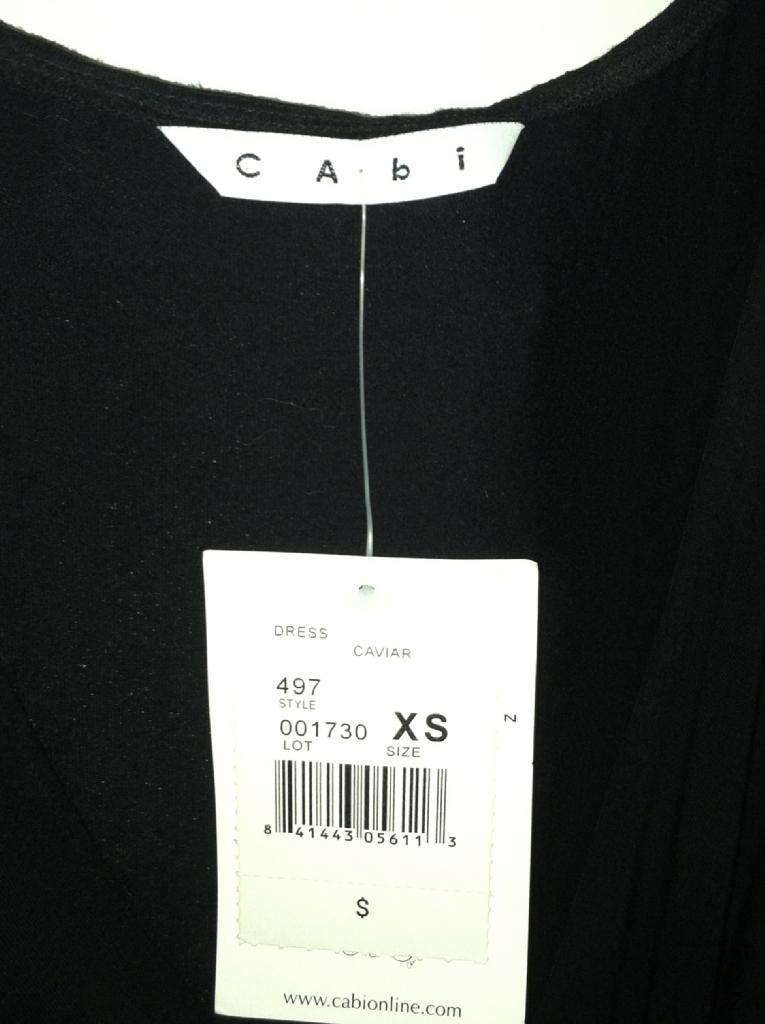 CAbi
DRESS
CAVIAR
497
STYLE
001730 XS
LOT SIZE
Z
8 41443 05611 3
$
www.cabionline.com